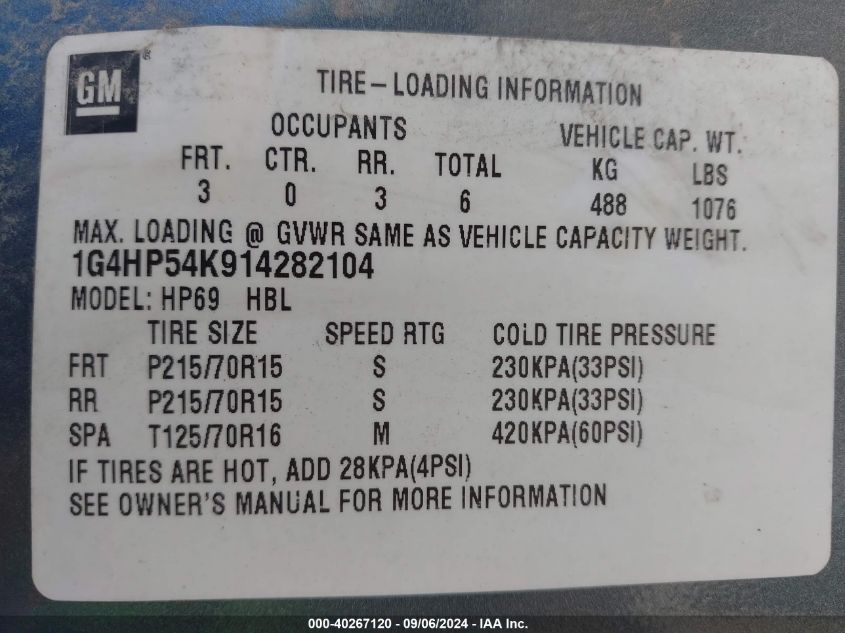 GM ®
TIRE-LOADING INFORMATION
OCCUPANTS VEHICLE CAP. WT.
FRT. CTR. RR. TOTAL KG LBS
3 0 3 6 488 1076
MAX. LOADING @ GVWR SAME AS VEHICLE CAPACITY WEIGHT.
1G4HP54K914282104
MODEL: HP69 HBL
TIRE SIZE SPEED RTG COLD TIRE PRESSURE
FRT P215/70R15 S 230KPA(33PSI)
RR P215/70R15 S 230KPA(33PSI)
SPA T125/70R16 M 420KPA(60PSI)
IF TIRES ARE HOT, ADD 28KPA(4PSI)
SEE OWNER'S MANUAL FOR MORE INFORMATION
000-40267120 - 09/06/2024 - IAA Inc.